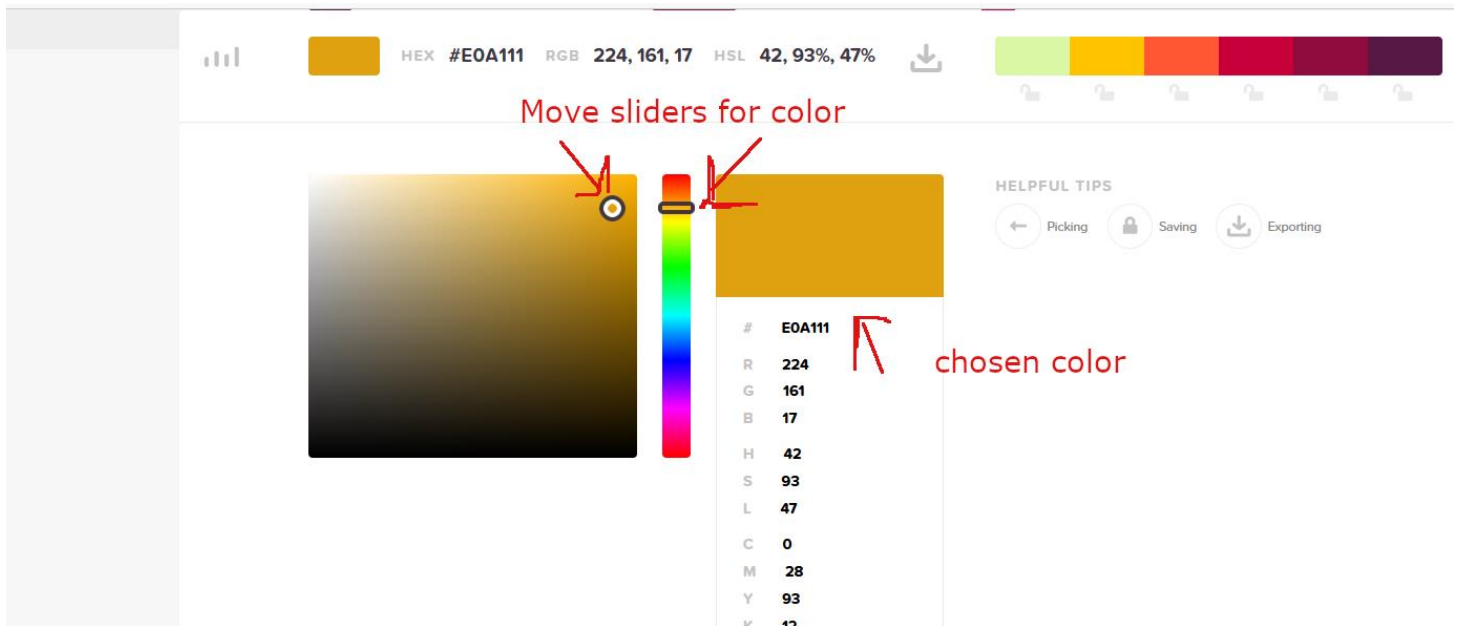 HEX #E0A111 RGB 224, 161, 17 HSL 42, 93%, 47%
Move sliders for color
HELPFUL TIPS
Picking Saving Exporting
# E0A111
chosen color
R 224
G 161
B 17
H 42
S 93
L 47
C 0
M 28
Y 93
K 12